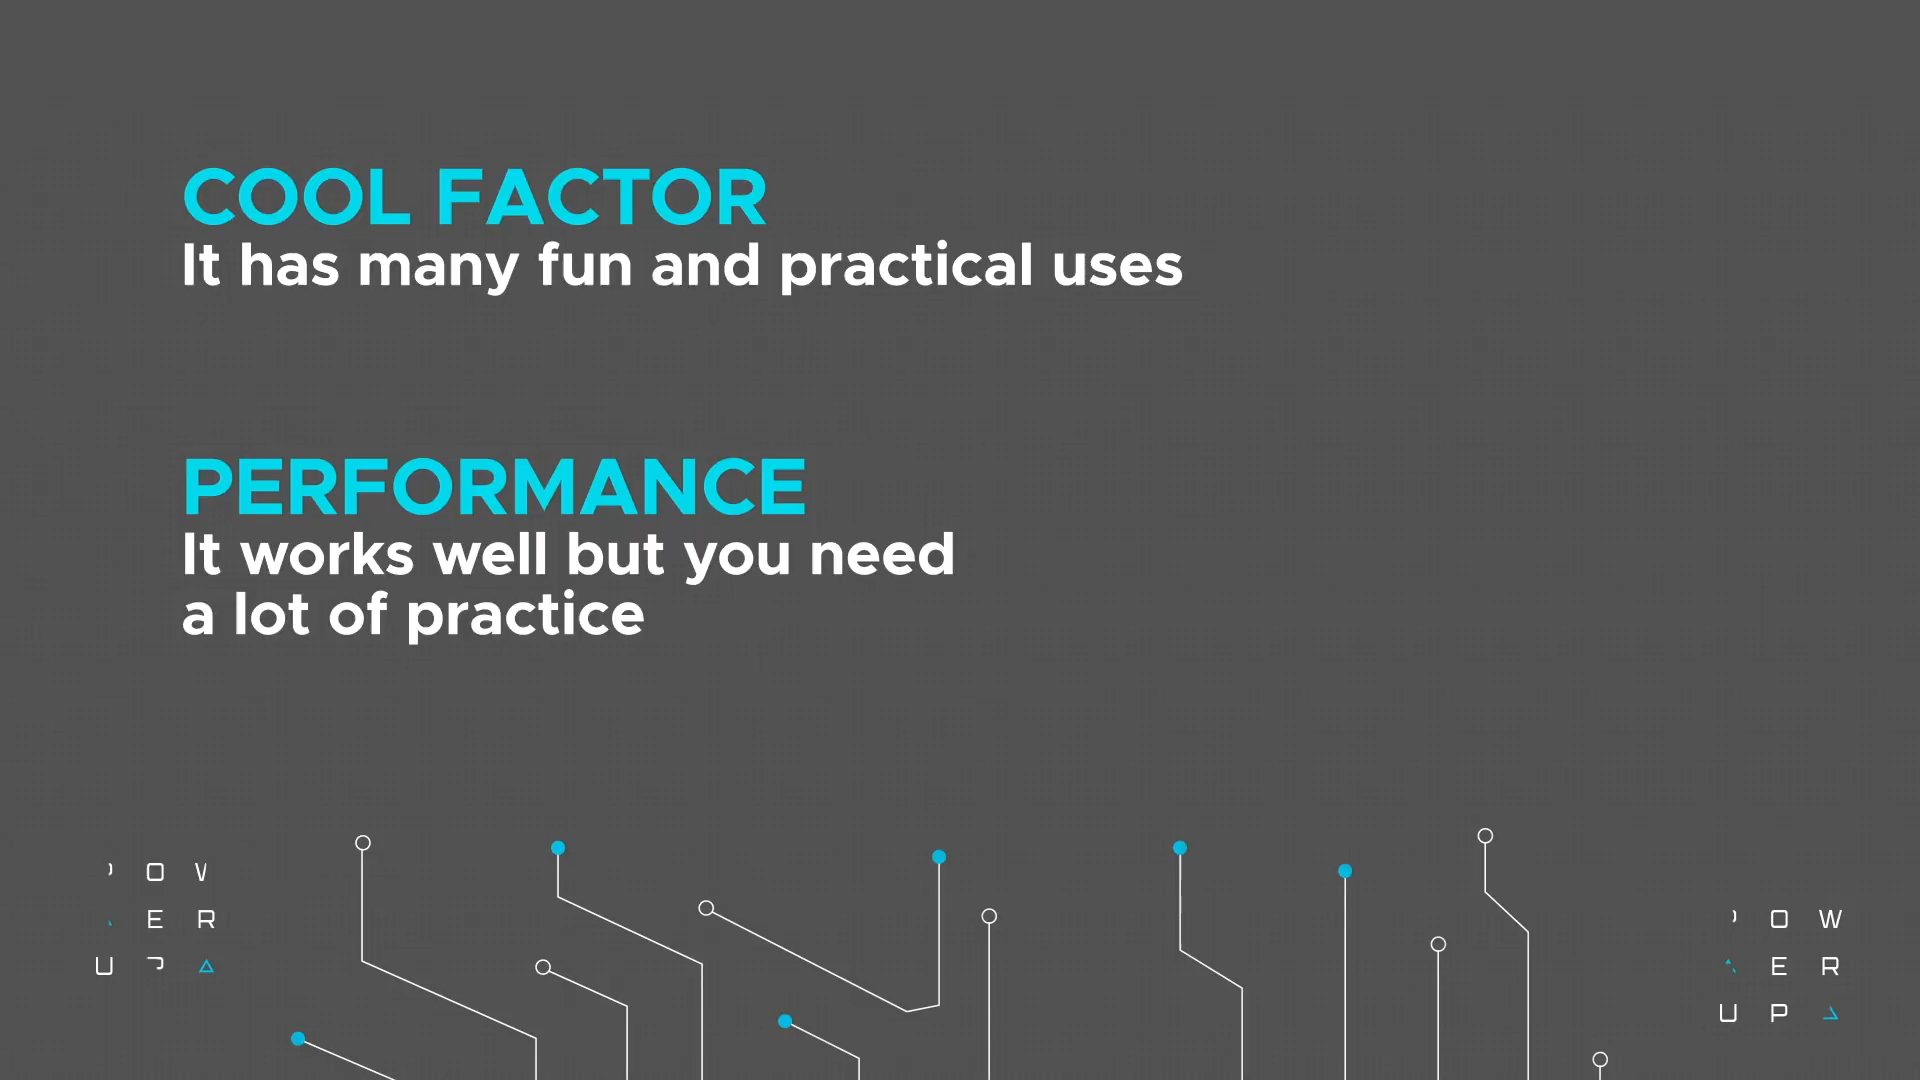 COOL FACTOR
It has many fun and practical uses
PERFORMANCE
It works well but you need
a lot of practice
O W
E R
U
O W
E R
U P